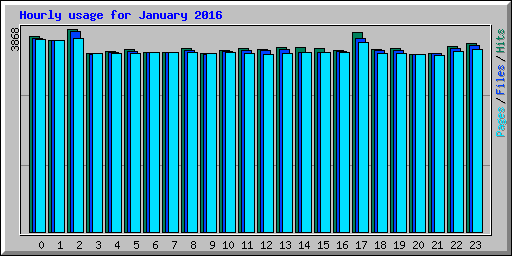 Hourly usage for January 2016
3868
Pages/Files/Hits
0 1 2 3 4 5 6 7 8 9 10 11 12 13 14 15 16 17 18 19 20 21 22 23